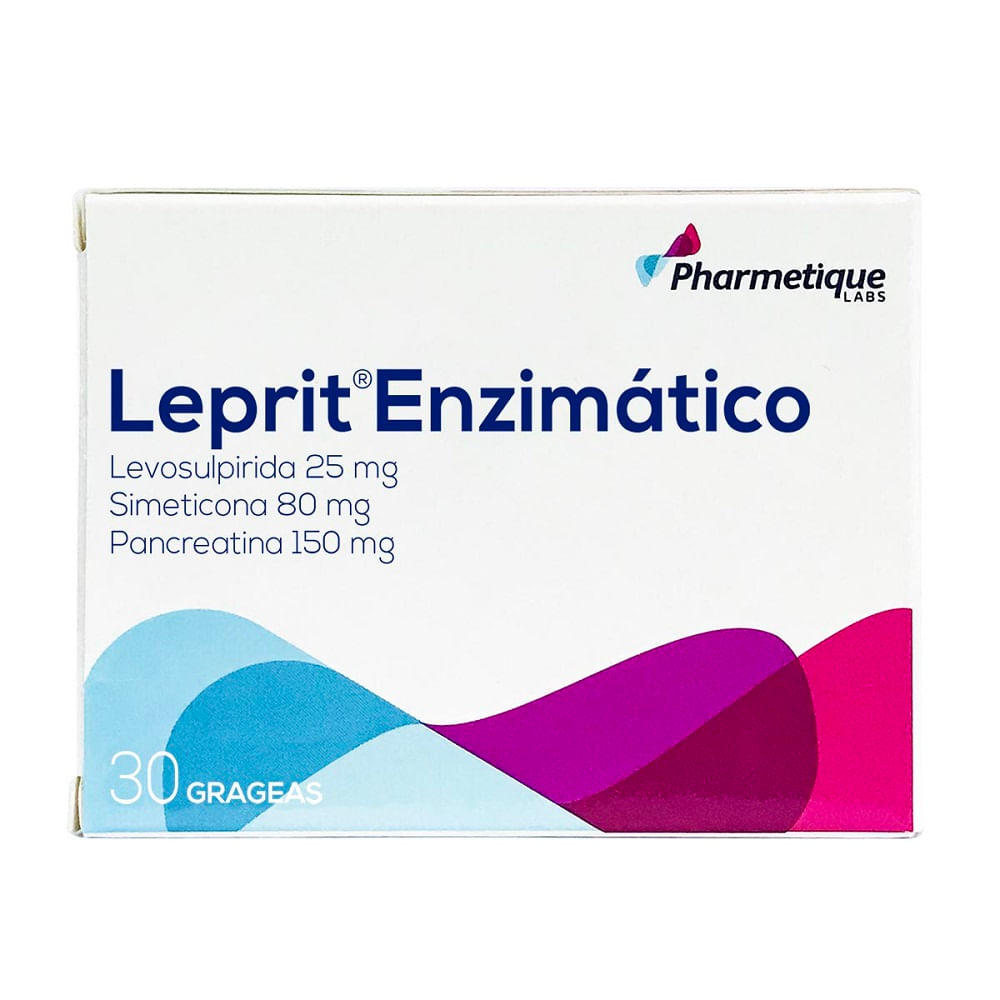 Pharmetique
LABS
Leprit® Enzimático
Levosulpirida 25 mg
Simeticona 80 mg
Pancreatina 150 mg
30 GRAGEAS